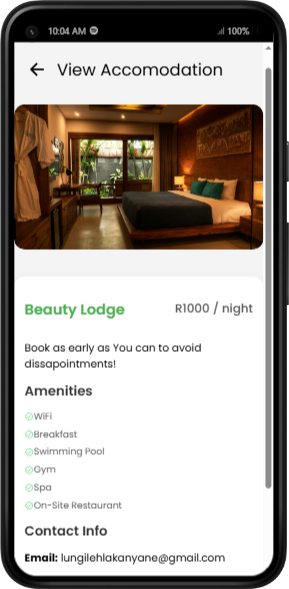 10:04 AM
100%
View Accomodation
Beauty Lodge
R1000 / night
Book as early as You can to avoid
dissapointments!
Amenities
WiFi
Breakfast
Swimming Pool
Gym
Spa
On-Site Restaurant
Contact Info
Email: lungilehlakanyane@gmail.com